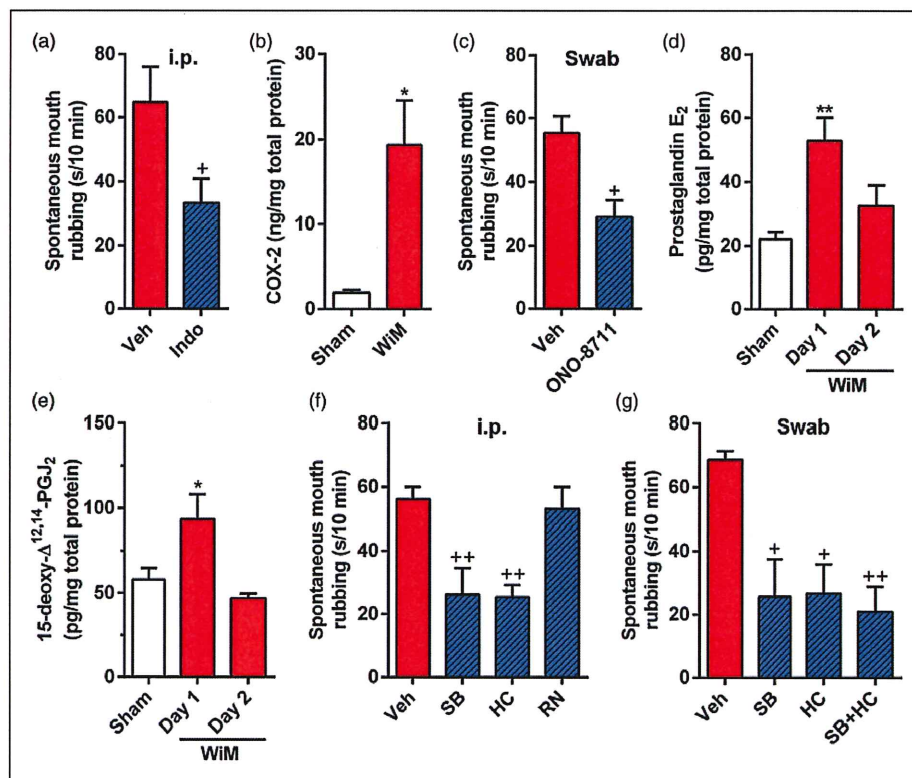 (a)
i.p.
Spontaneous mouth
rubbing (s/10 min)
80
60
40
20
0
+
Veh
Indo
(b)
COX-2 (ng/mg total protein)
30
20
10
0
*
Sham
WiM
(c)
Swab
Spontaneous mouth
rubbing (s/10 min)
80
60
40
20
0
+
Veh
ONO-8711
(d)
Prostaglandin E2
(pg/mg total protein)
80
60
40
20
0
**
Sham
Day 1
Day 2
WiM
(e)
15-deoxy-Δ12,14-PGJ2
(pg/mg total protein)
150
100
50
0
*
Sham
Day 1
Day 2
WiM
(f)
i.p.
Spontaneous mouth
rubbing (s/10 min)
80
60
40
20
0
++
++
Veh
SB
HC
RN
(g)
Swab
Spontaneous mouth
rubbing (s/10 min)
80
60
40
20
0
+
+
++
Veh
SB
HC
SB+HC